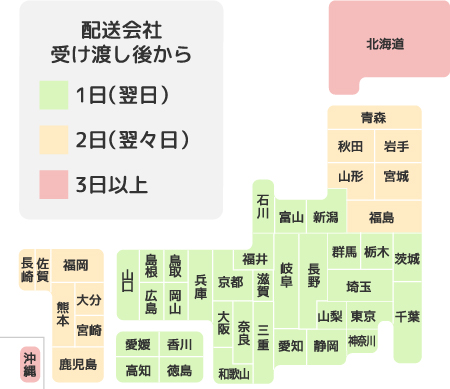 配送会社
受け渡し後から
1日(翌日)
2日(翌々日)
3日以上
北海道
青森
秋田
岩手
山形
宮城
福島
石川
富山
新潟
群馬
栃木
茨城
福井
岐阜
長野
埼玉
千葉
山梨
東京
神奈川
静岡
愛知
滋賀
京都
三重
奈良
大阪
和歌山
兵庫
鳥取
島根
岡山
広島
山口
愛媛
香川
高知
徳島
福岡
佐賀
長崎
熊本
大分
宮崎
鹿児島
沖縄